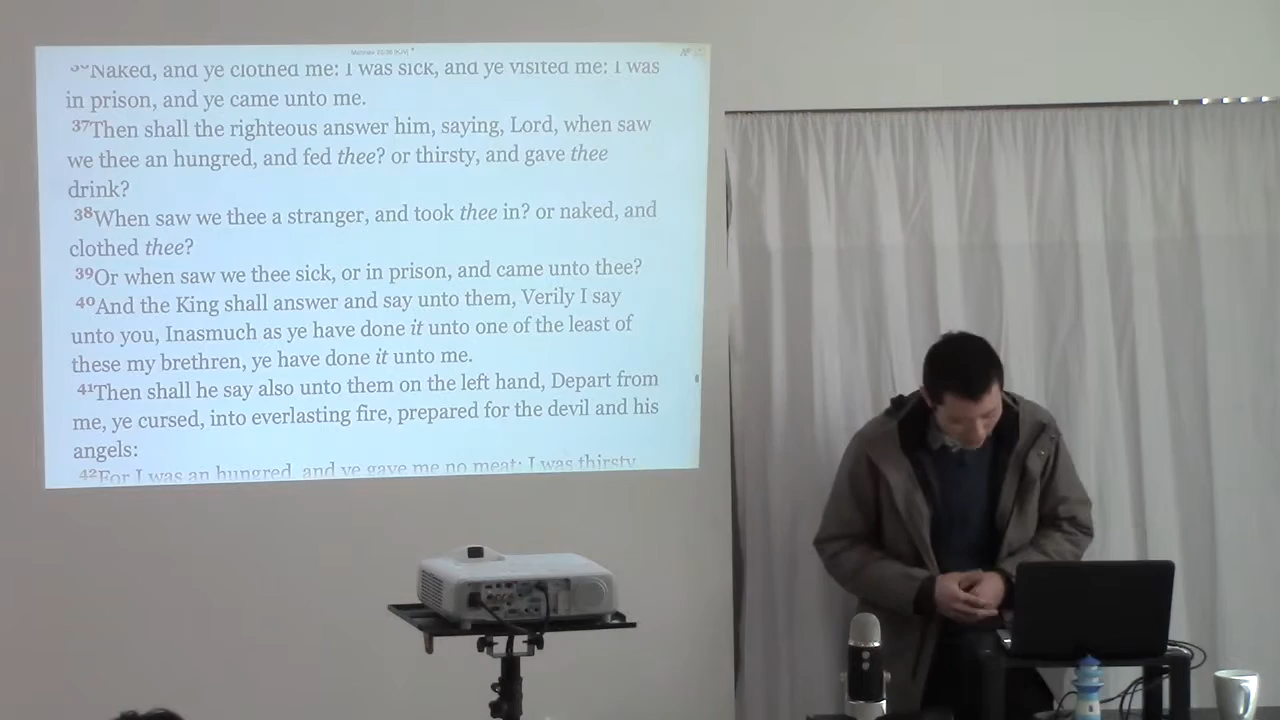 Matthew 25:36 (KJV)
36Naked, and ye clothed me: I was sick, and ye visited me: I was
in prison, and ye came unto me.
37Then shall the righteous answer him, saying, Lord, when saw
we thee an hungred, and fed thee? or thirsty, and gave thee
drink?
38When saw we thee a stranger, and took thee in? or naked, and
clothed thee?
39Or when saw we thee sick, or in prison, and came unto thee?
40And the King shall answer and say unto them, Verily I say
unto you, Inasmuch as ye have done it unto one of the least of
these my brethren, ye have done it unto me.
41Then shall he say also unto them on the left hand, Depart from
me, ye cursed, into everlasting fire, prepared for the devil and his
angels:
42For I was an hungred, and ye gave me no meat: I was thirsty,